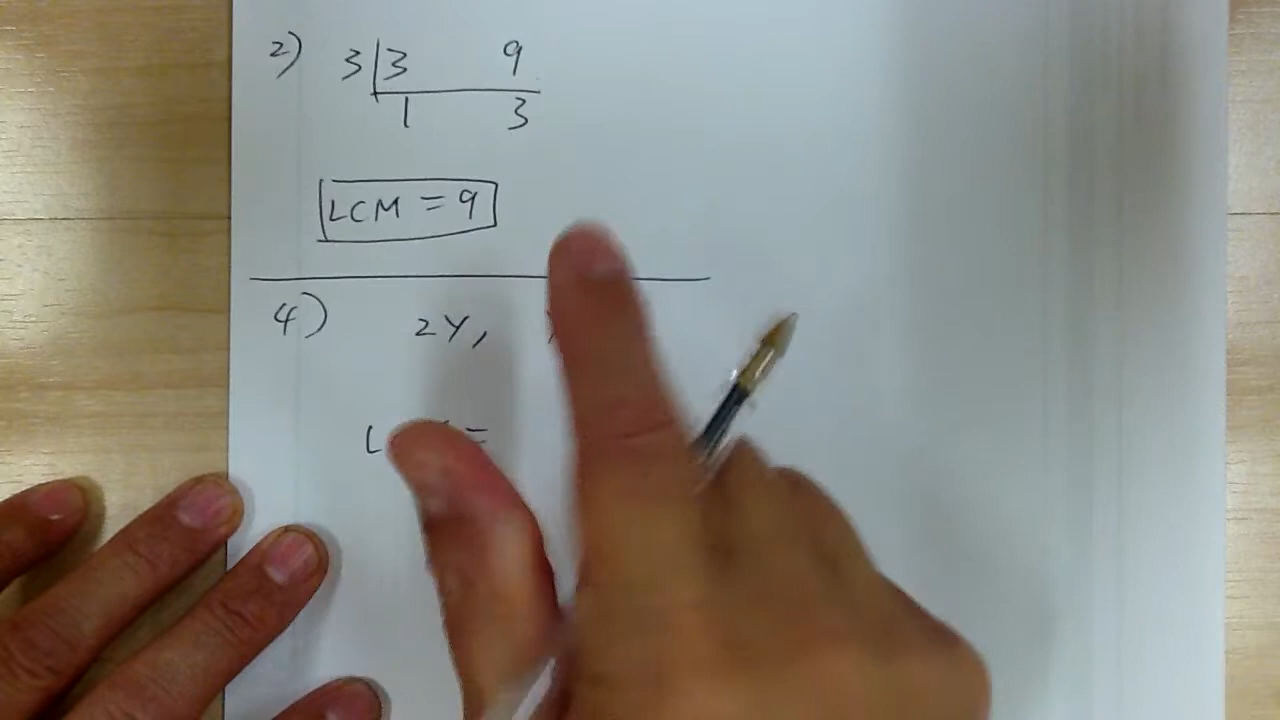 2) 3 3 9
1 3
LCM = 9
4) 2Y,
L =